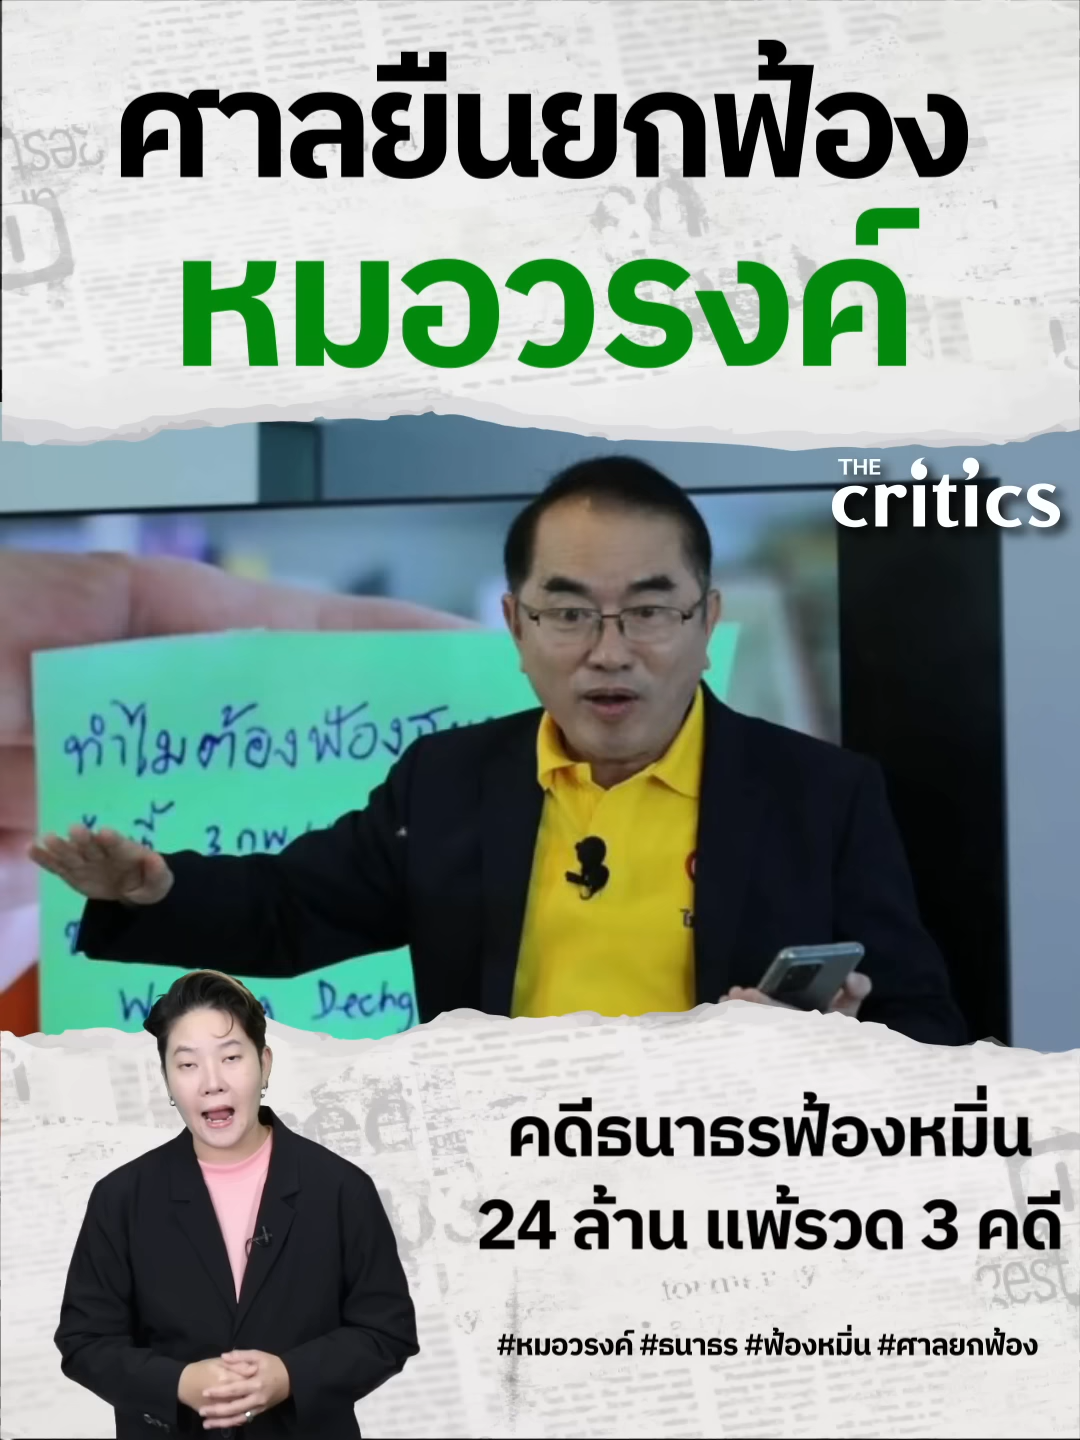 ศาลยืนยกฟ้อง
หมอวรงค์
THE
critics
ทำไมต้องฟ้อง
3 กพ
Dechg
คดีธนาธรฟ้องหมิ่น
24 ล้าน แพ้รวด 3 คดี
#หมอวรงค์ #ธนาธร #ฟ้องหมิ่น #ศาลยกฟ้อง